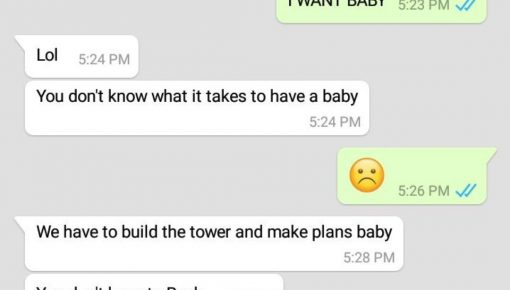 I WANT BABY 5:23 PM
Lol 5:24 PM
You don't know what it takes to have a baby
5:24 PM
5:26 PM
We have to build the tower and make plans baby
5:28 PM